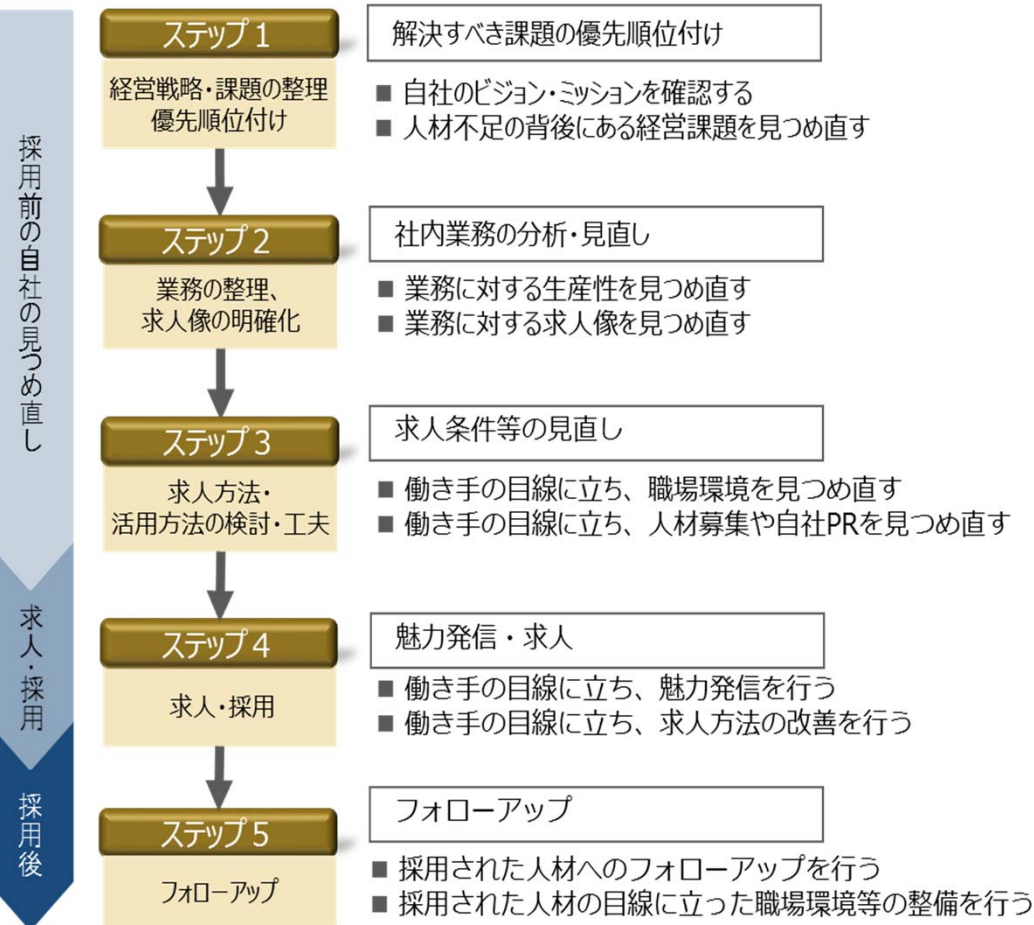 採用前の自社の見つめ直し
ステップ1
経営戦略・課題の整理
優先順位付け
解決すべき課題の優先順位付け
■ 自社のビジョン・ミッションを確認する
■ 人材不足の背後にある経営課題を見つめ直す
ステップ2
業務の整理、
求人像の明確化
社内業務の分析・見直し
■ 業務に対する生産性を見つめ直す
■ 業務に対する求人像を見つめ直す
ステップ3
求人方法・
活用方法の検討・工夫
求人条件等の見直し
■ 働き手の目線に立ち、職場環境を見つめ直す
■ 働き手の目線に立ち、人材募集や自社PRを見つめ直す
求人・採用
ステップ4
求人・採用
魅力発信・求人
■ 働き手の目線に立ち、魅力発信を行う
■ 働き手の目線に立ち、求人方法の改善を行う
採用後
ステップ5
フォローアップ
フォローアップ
■ 採用された人材へのフォローアップを行う
■ 採用された人材の目線に立った職場環境等の整備を行う